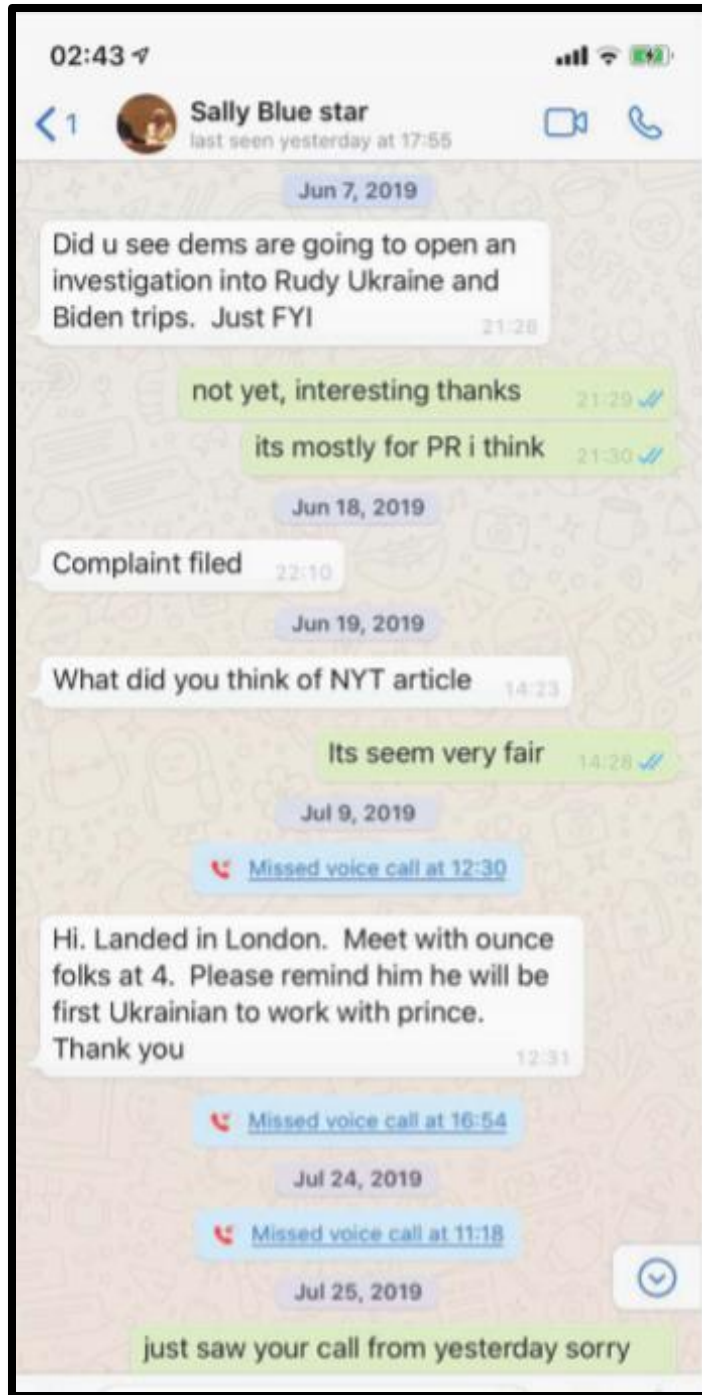 02:43
1
Sally Blue star
last seen yesterday at 17:55
Jun 7, 2019
Did u see dems are going to open an
investigation into Rudy Ukraine and
Biden trips.  Just FYI 21:28
not yet, interesting thanks 21:29
its mostly for PR i think 21:30
Jun 18, 2019
Complaint filed 22:10
Jun 19, 2019
What did you think of NYT article 14:23
Its seem very fair 14:28
Jul 9, 2019
Missed voice call at 12:30
Hi. Landed in London.  Meet with ounce
folks at 4.  Please remind him he will be
first Ukrainian to work with prince.
Thank you 12:31
Missed voice call at 16:54
Jul 24, 2019
Missed voice call at 11:18
Jul 25, 2019
just saw your call from yesterday sorry